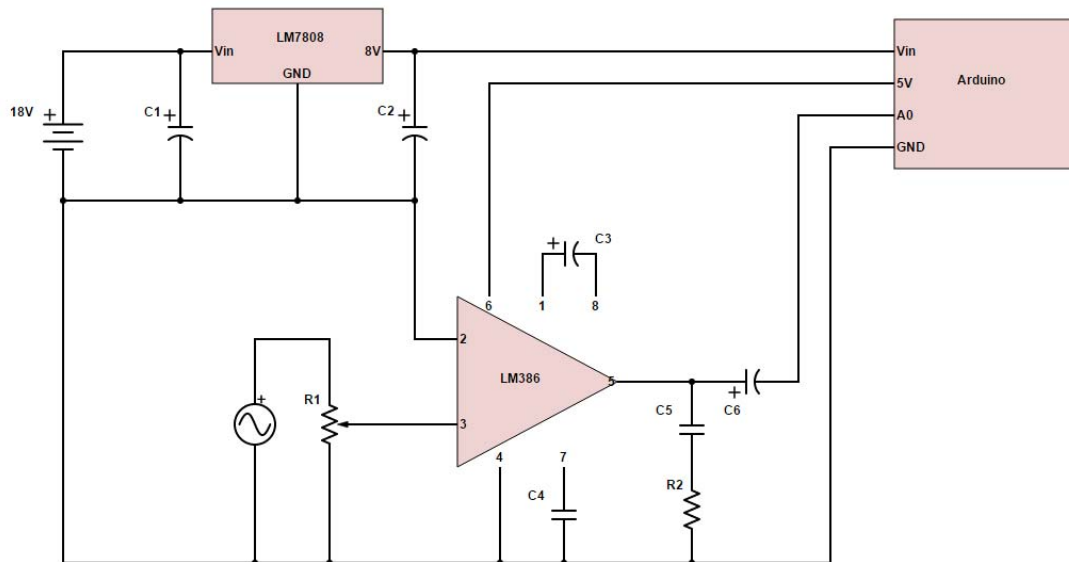 LM7808
Vin
8V
GND
18V
+
C1
+
C2
+
Vin
5V
A0
GND
Arduino
+
C3
1
8
6
2
LM386
5
3
4
7
+
R1
C4
C5
+
C6
R2